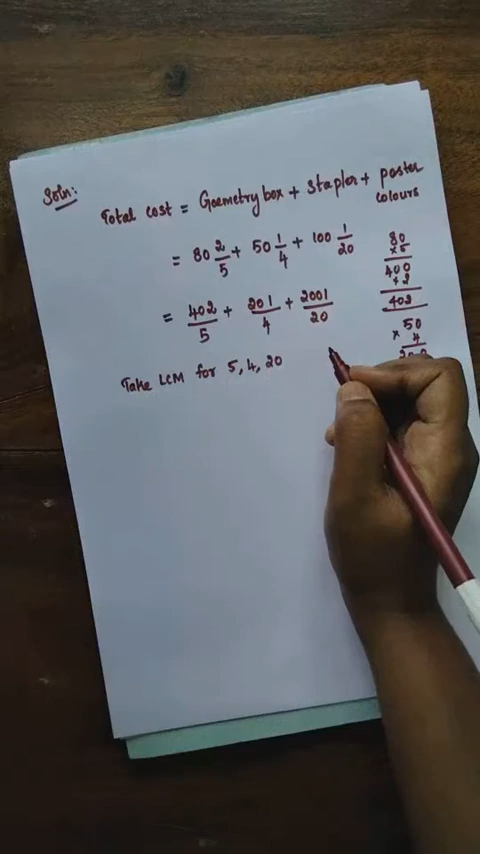 Soln:
Total cost = Geometry box + Stapler + poster colours
= 80 2/5 + 50 1/4 + 100 1/20
= 402/5 + 201/4 + 2001/20
Take LCM for 5, 4, 20
80
×5
400
+2
402
× 50
4